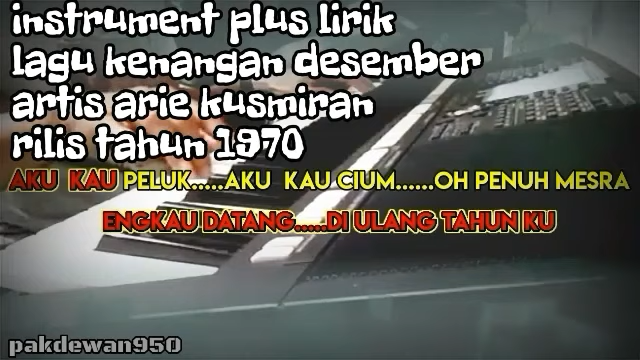 instrument plus lirik
lagu kenangan desember
artis arie kusmiran
rilis tahun 1970
AKU KAU PELUK.....AKU KAU CIUM......OH PENUH MESRA
ENGKAU DATANG.....DI ULANG TAHUN KU
pakdewan950